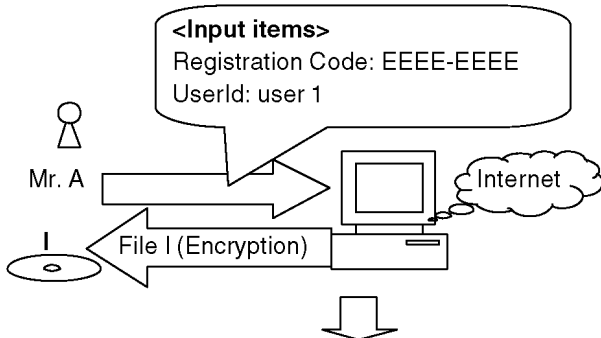 <Input items>
Registration Code: EEEE-EEEE
UserId: user 1
Mr. A
Internet
I
File I (Encryption)